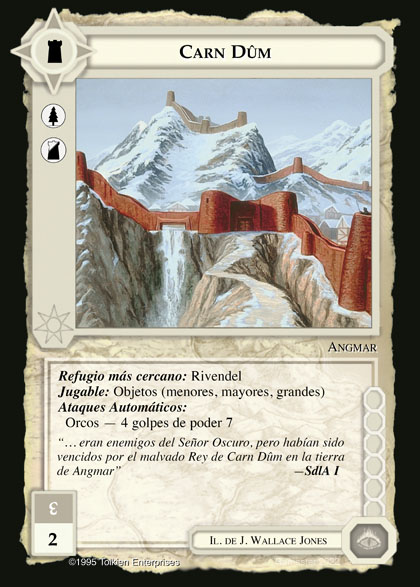 CARN DÛM
ANGMAR
Refugio más cercano: Rivendel
Jugable: Objetos (menores, mayores, grandes)
Ataques Automáticos:
Orcos — 4 golpes de poder 7
“… eran enemigos del Señor Oscuro, pero habían sido
vencidos por el malvado Rey de Carn Dûm en la tierra
de Angmar” —SdlA I
2
IL. DE J. WALLACE JONES
©1995 Tolkien Enterprises